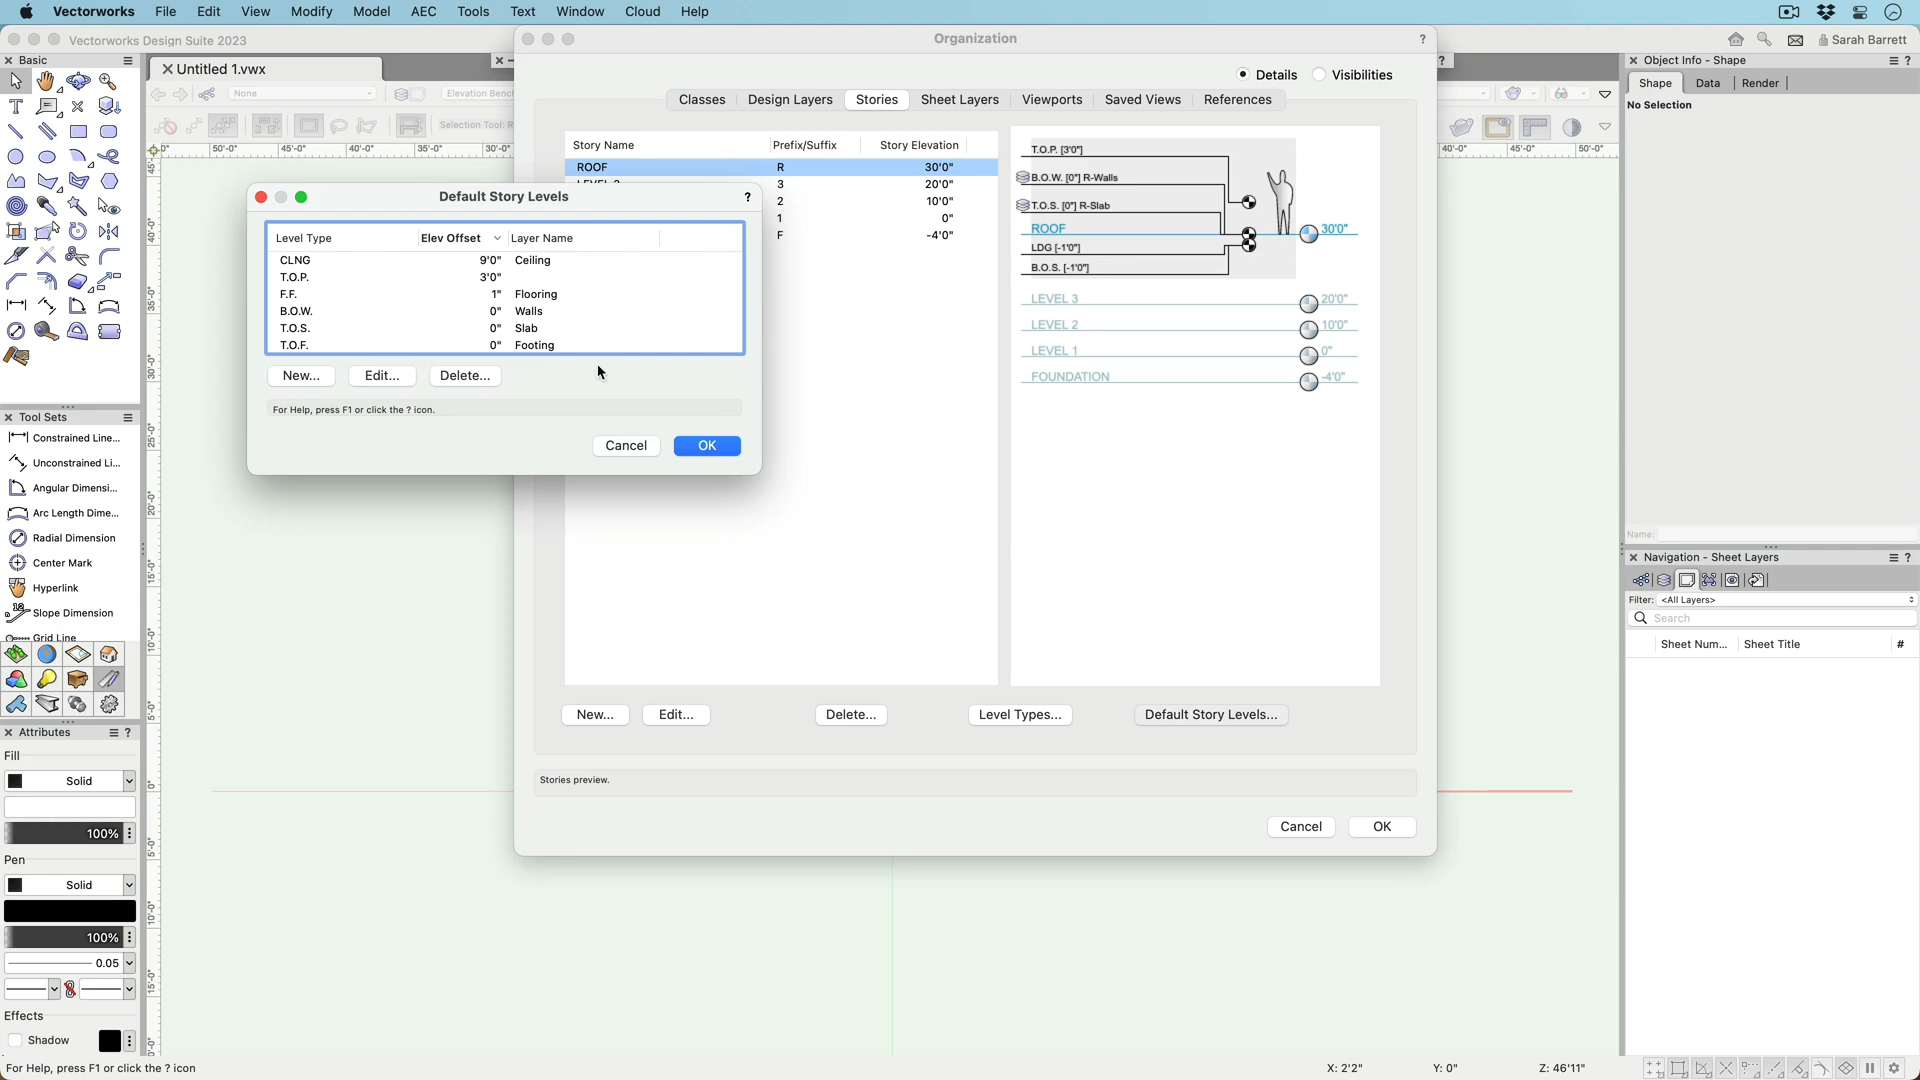 Vectorworks File Edit View Modify Model AEC Tools Text Window Cloud Help
Vectorworks Design Suite 2023
Sarah Barrett
Basic
Untitled 1.vwx
None
Organization
Details Visibilities
Classes Design Layers Stories Sheet Layers Viewports Saved Views References
Story Name Prefix/Suffix Story Elevation
ROOF R 30'0"
3 20'0"
2 10'0"
1 0"
F -4'0"
T.O.P. [3'0"]
B.O.W. [0"] R-Walls
T.O.S. [0"] R-Slab
ROOF 30'0"
LDG [-1'0"]
B.O.S. [-1'0"]
LEVEL 3 20'0"
LEVEL 2 10'0"
LEVEL 1 0"
FOUNDATION -4'0"
Default Story Levels
Level Type Elev Offset Layer Name
CLNG 9'0" Ceiling
T.O.P. 3'0"
F.F. 1" Flooring
B.O.W. 0" Walls
T.O.S. 0" Slab
T.O.F. 0" Footing
New... Edit... Delete...
For Help, press F1 or click the ? icon.
Cancel OK
New... Edit... Delete... Level Types... Default Story Levels...
Stories preview.
Cancel OK
Tool Sets
Constrained Line...
Unconstrained Li...
Angular Dimensi...
Arc Length Dime...
Radial Dimension
Center Mark
Hyperlink
Slope Dimension
Grid Line
Attributes
Fill
Solid
100%
Pen
Solid
100%
0.05
Effects
Shadow
Object Info - Shape
Shape Data Render
No Selection
Name:
Navigation - Sheet Layers
Filter: <All Layers>
Search
Sheet Num... Sheet Title #
For Help, press F1 or click the ? icon
X: 2'2" Y: 0" Z: 46'11"